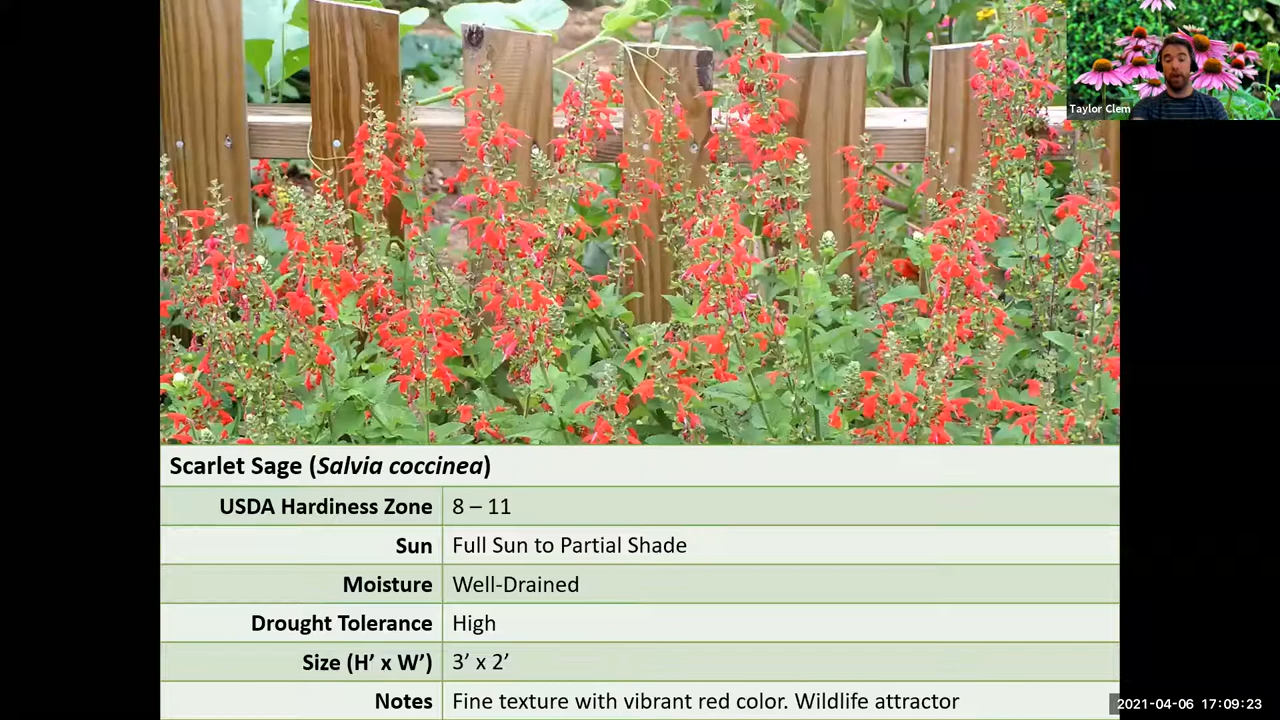 Taylor Clem
Scarlet Sage (Salvia coccinea)
USDA Hardiness Zone 8 – 11
Sun Full Sun to Partial Shade
Moisture Well-Drained
Drought Tolerance High
Size (H’ x W’) 3’ x 2’
Notes Fine texture with vibrant red color. Wildlife attractor
2021-04-06 17:09:23